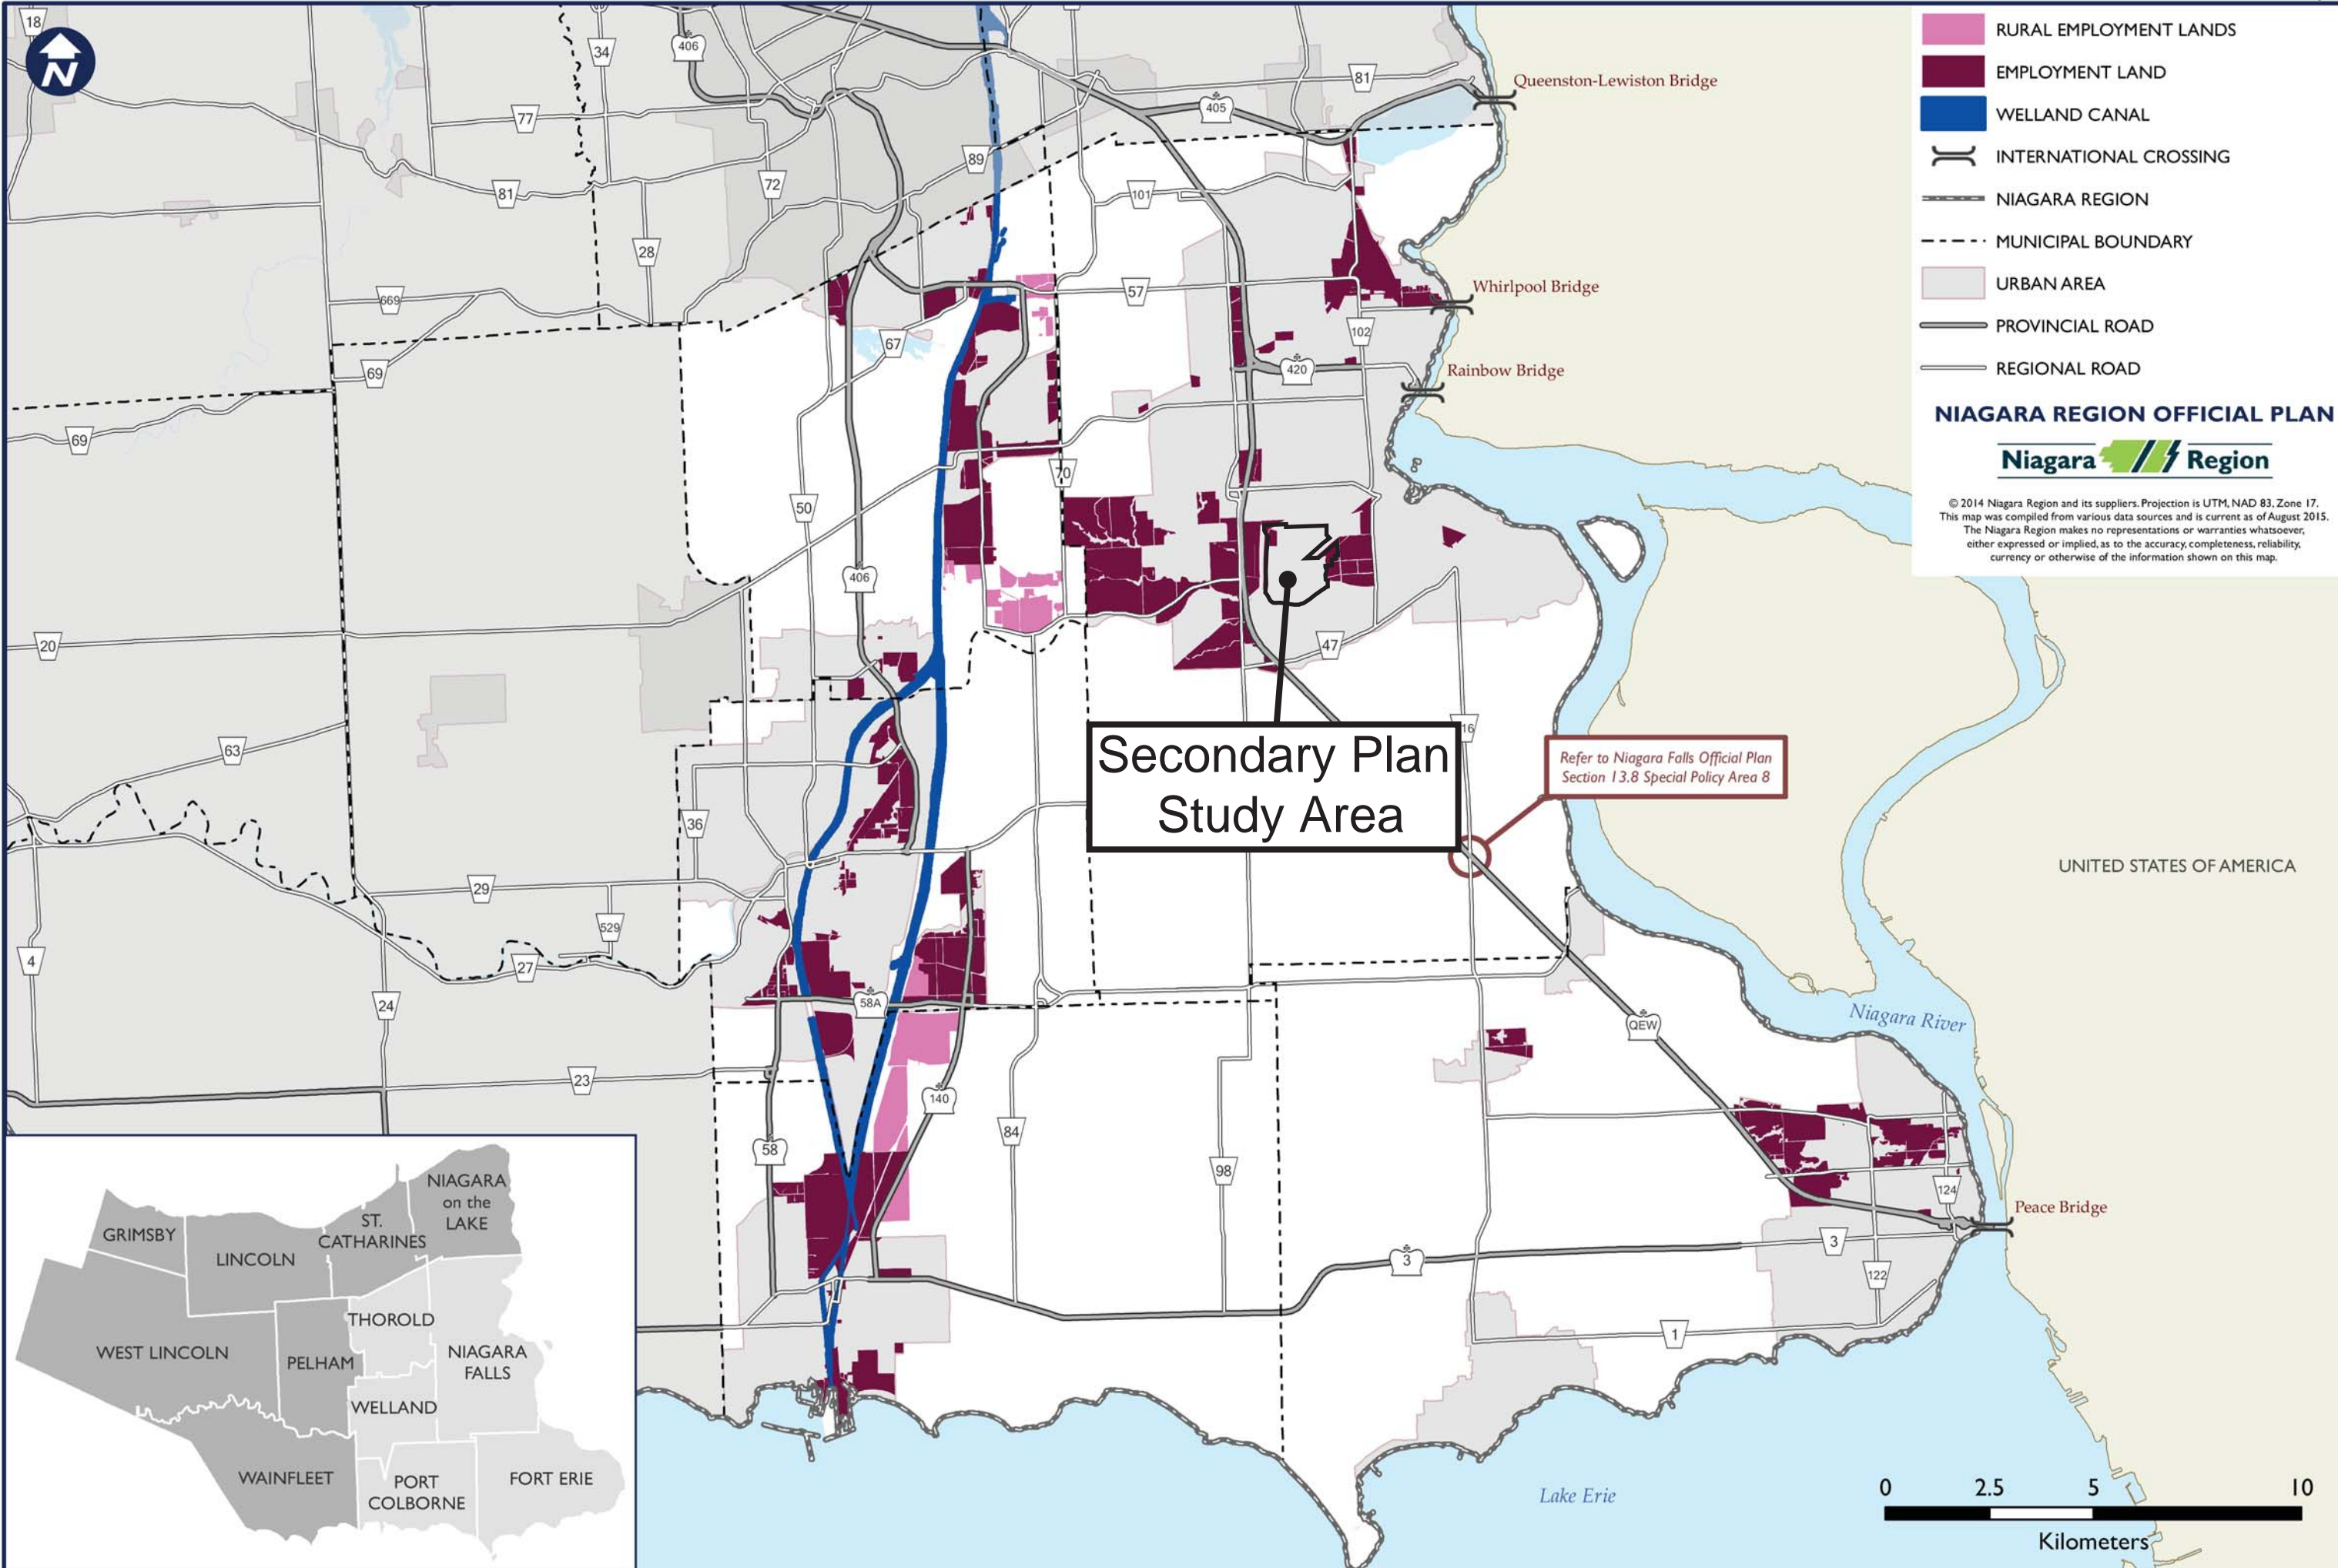 18
N
34
406
77
81
28
72
89
669
69
69
67
57
101
405
81
102
420
70
50
406
20
63
36
29
529
27
4
24
23
58A
58
140
84
98
47
16
QEW
3
3
124
122
1
Queenston-Lewiston Bridge
Whirlpool Bridge
Rainbow Bridge
Peace Bridge
Secondary Plan
Study Area
Refer to Niagara Falls Official Plan
Section 13.8 Special Policy Area 8
UNITED STATES OF AMERICA
Niagara River
Lake Erie
RURAL EMPLOYMENT LANDS
EMPLOYMENT LAND
WELLAND CANAL
INTERNATIONAL CROSSING
NIAGARA REGION
MUNICIPAL BOUNDARY
URBAN AREA
PROVINCIAL ROAD
REGIONAL ROAD
NIAGARA REGION OFFICIAL PLAN
Niagara Region
© 2014 Niagara Region and its suppliers. Projection is UTM, NAD 83, Zone 17.
This map was compiled from various data sources and is current as of August 2015.
The Niagara Region makes no representations or warranties whatsoever,
either expressed or implied, as to the accuracy, completeness, reliability,
currency or otherwise of the information shown on this map.
GRIMSBY
LINCOLN
ST.
CATHARINES
NIAGARA
on the
LAKE
WEST LINCOLN
PELHAM
THOROLD
NIAGARA
FALLS
WELLAND
WAINFLEET
PORT
COLBORNE
FORT ERIE
0 2.5 5 10
Kilometers